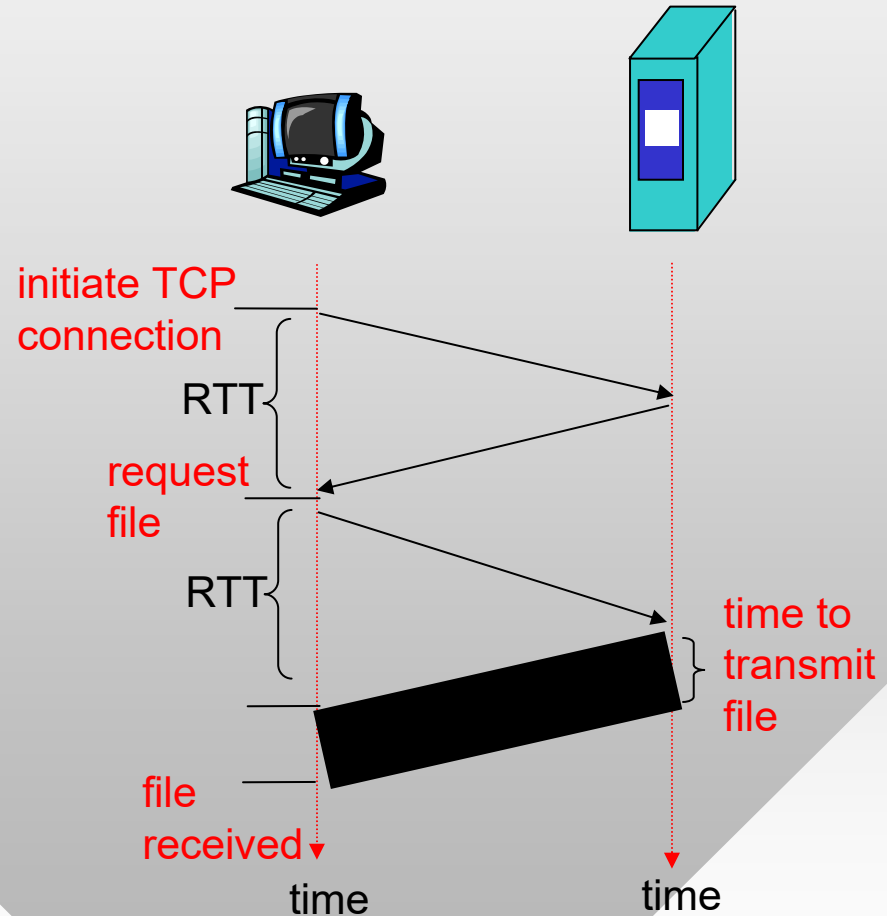 initiate TCP
connection
RTT
request
file
RTT
time to
transmit
file
file
received
time
time